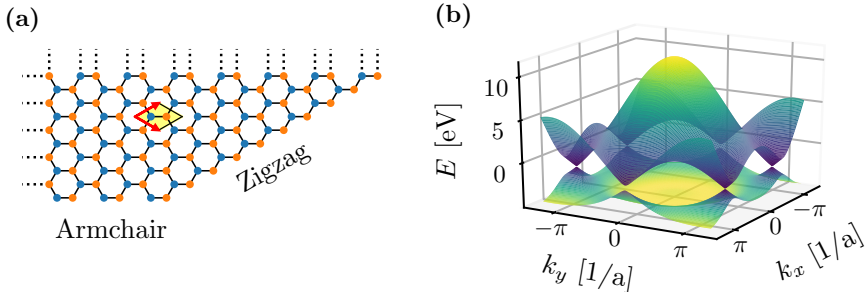 (a)
Armchair
Zigzag
(b)
E [eV]
10
5
0
−π
0
π
k_y [1/a]
π
0
−π
k_x [1/a]